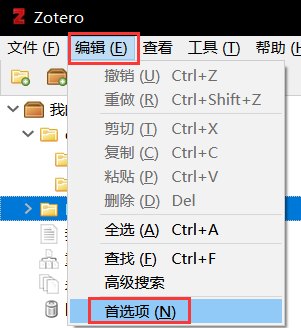 Zotero
文件 (F) 编辑 (E) 查看 工具 (T) 帮助 (H
撤销 (U) Ctrl+Z
我
重做 (R) Ctrl+Shift+Z
剪切 (T) Ctrl+X
复制 (C) Ctrl+C
粘贴 (P) Ctrl+V
删除 (D) Del
全选 (A) Ctrl+A
查找 (F) Ctrl+F
高级搜索
首选项 (N)